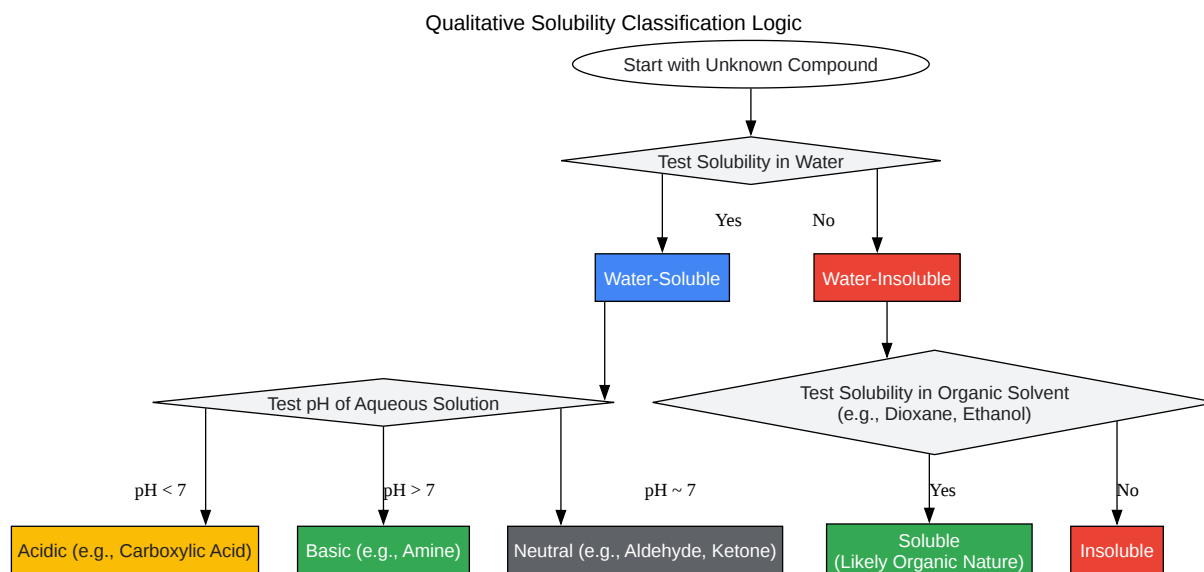 Qualitative Solubility Classification Logic
Start with Unknown Compound
Test Solubility in Water
Yes
No
Water-Soluble
Water-Insoluble
Test pH of Aqueous Solution
Test Solubility in Organic Solvent
(e.g., Dioxane, Ethanol)
pH < 7
pH > 7
pH ~ 7
Yes
No
Acidic (e.g., Carboxylic Acid)
Basic (e.g., Amine)
Neutral (e.g., Aldehyde, Ketone)
Soluble
(Likely Organic Nature)
Insoluble